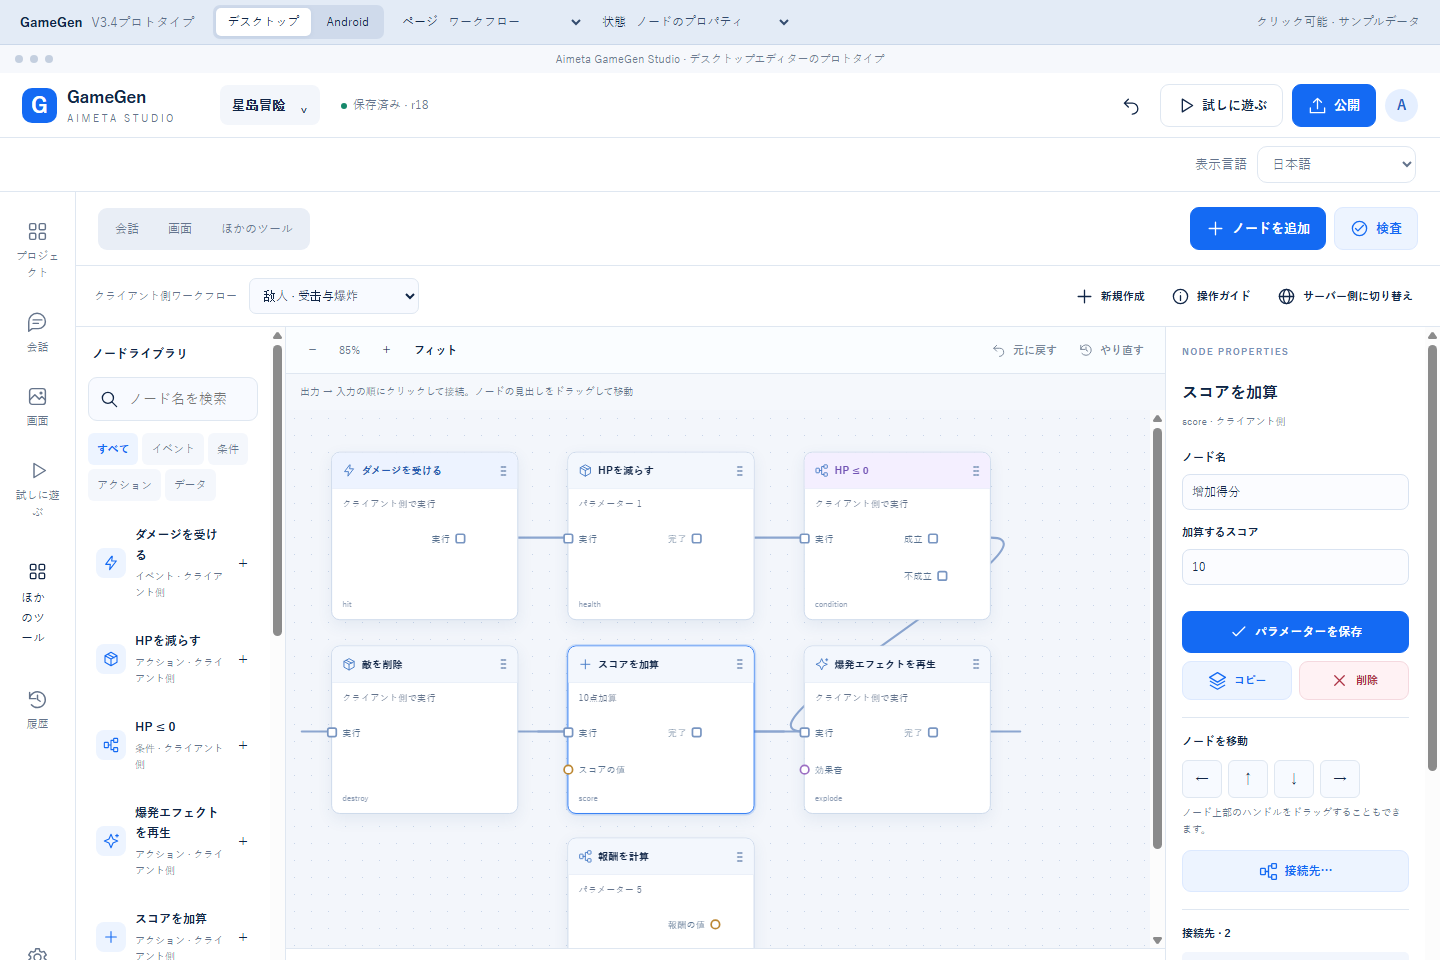 GameGen V3.4プロトタイプ デスクトップ Android ページ ワークフロー 状態 ノードのプロパティ クリック可能 · サンプルデータ
Aimeta GameGen Studio · デスクトップエディターのプロトタイプ
G GameGen
AIMETA STUDIO
星岛冒险
保存済み · r18
試しに遊ぶ
公開
A
表示言語 日本語
会話 画面 ほかのツール
ノードを追加
検査
クライアント側ワークフロー 敌人 · 受击与爆炸
新規作成
操作ガイド
サーバー側に切り替え
プロジェ
クト
会話
画面
試しに遊
ぶ
ほか
のツ
ール
履歴
ノードライブラリ
ノード名を検索
すべて イベント 条件
アクション データ
ダメージを受け
る
イベント · クライア
ント側
+
HPを減らす
アクション · クライ
アント側
+
HP ≤ 0
条件 · クライアント
側
+
爆発エフェクト
を再生
アクション · クライ
アント側
+
スコアを加算
アクション · クライ
アント側
+
− 85% + フィット
元に戻す やり直す
出力 → 入力の順にクリックして接続。ノードの見出しをドラッグして移動
ダメージを受ける
クライアント側で実行
実行
hit
HPを減らす
パラメーター 1
実行 完了
health
HP ≤ 0
クライアント側で実行
実行 成立
不成立
condition
敵を削除
クライアント側で実行
実行
destroy
スコアを加算
10点加算
実行 完了
スコアの値
score
爆発エフェクトを再生
クライアント側で実行
実行 完了
効果音
explode
報酬を計算
パラメーター 5
報酬の値
NODE PROPERTIES
スコアを加算
score · クライアント側
ノード名
增加得分
加算するスコア
10
パラメーターを保存
コピー
削除
ノードを移動
← ↑ ↓ →
ノード上部のハンドルをドラッグすることもでき
ます。
接続先…
接続先 · 2